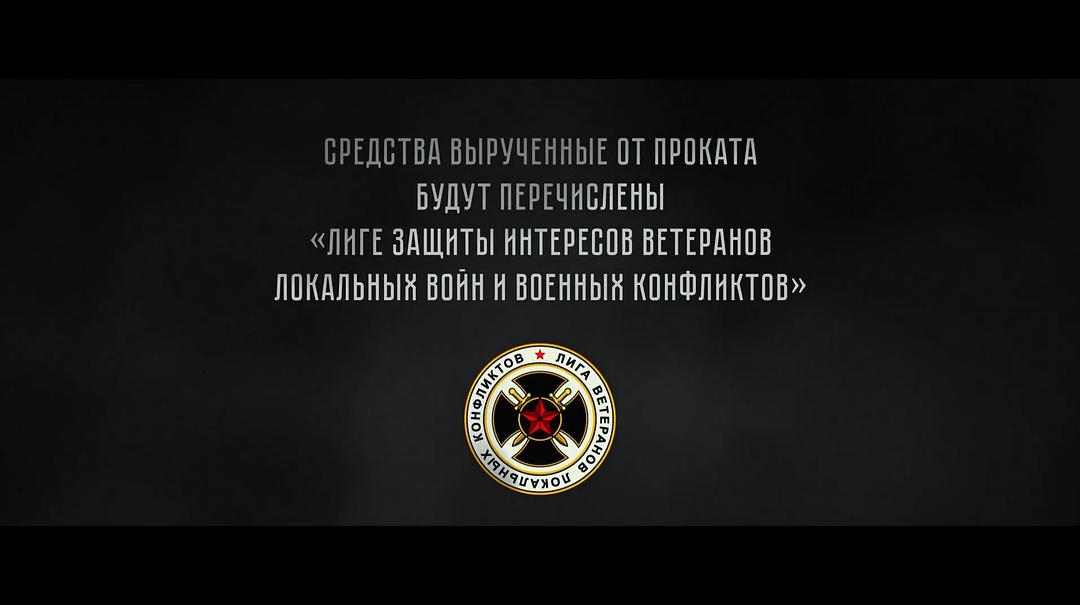 СРЕДСТВА ВЫРУЧЕННЫЕ ОТ ПРОКАТА
БУДУТ ПЕРЕЧИСЛЕНЫ
«ЛИГЕ ЗАЩИТЫ ИНТЕРЕСОВ ВЕТЕРАНОВ
ЛОКАЛЬНЫХ ВОЙН И ВОЕННЫХ КОНФЛИКТОВ»
ЛИГА ВЕТЕРАНОВ ЛОКАЛЬНЫХ КОНФЛИКТОВ